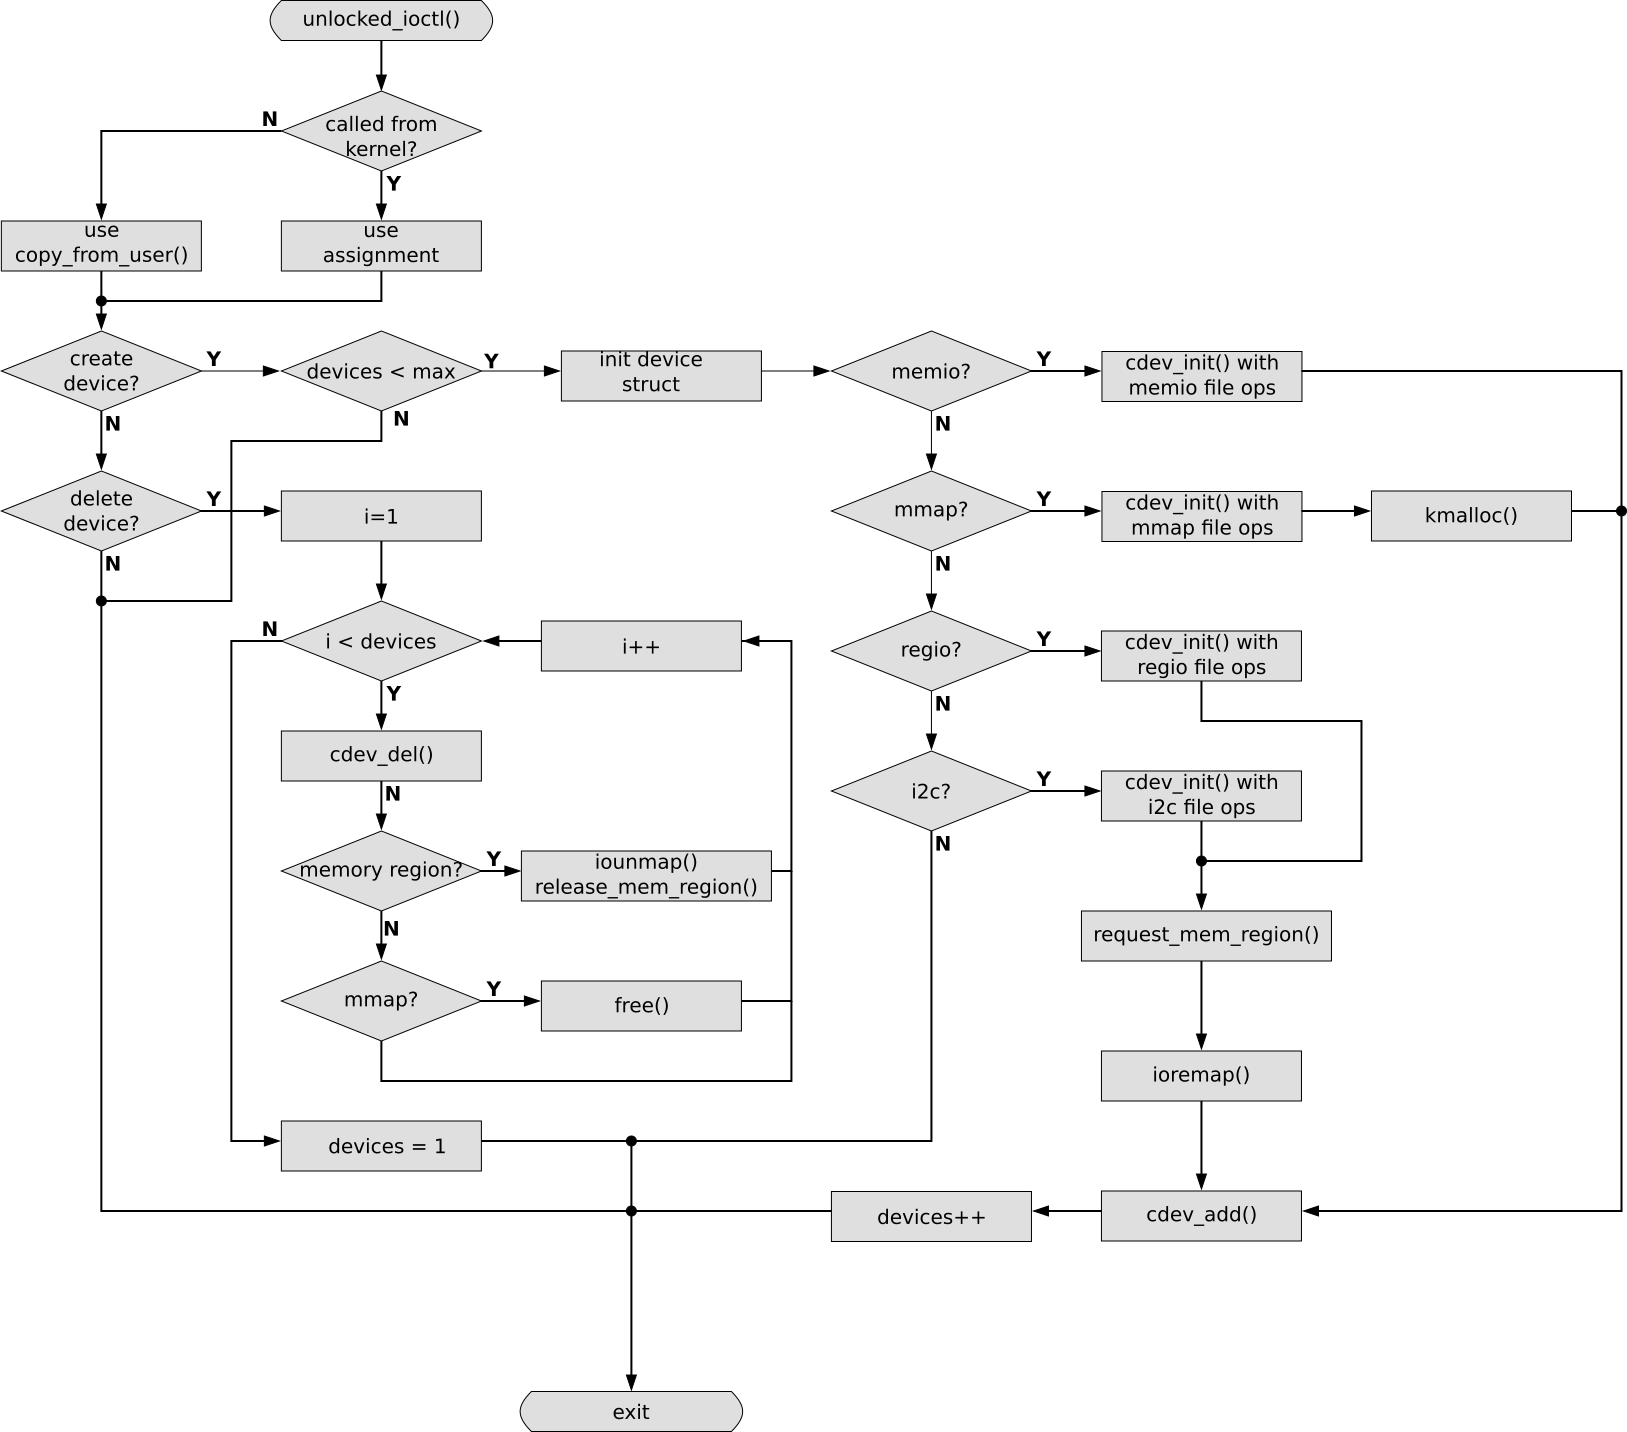 unlocked_ioctl()
called from
kernel?
N
Y
use
copy_from_user()
use
assignment
create
device?
Y
N
devices < max
Y
N
init device
struct
memio?
Y
N
cdev_init() with
memio file ops
delete
device?
Y
N
i=1
mmap?
Y
N
cdev_init() with
mmap file ops
kmalloc()
i < devices
N
Y
i++
regio?
Y
N
cdev_init() with
regio file ops
cdev_del()
N
i2c?
Y
N
cdev_init() with
i2c file ops
memory region?
Y
N
iounmap()
release_mem_region()
request_mem_region()
mmap?
Y
free()
ioremap()
devices = 1
devices++
cdev_add()
exit